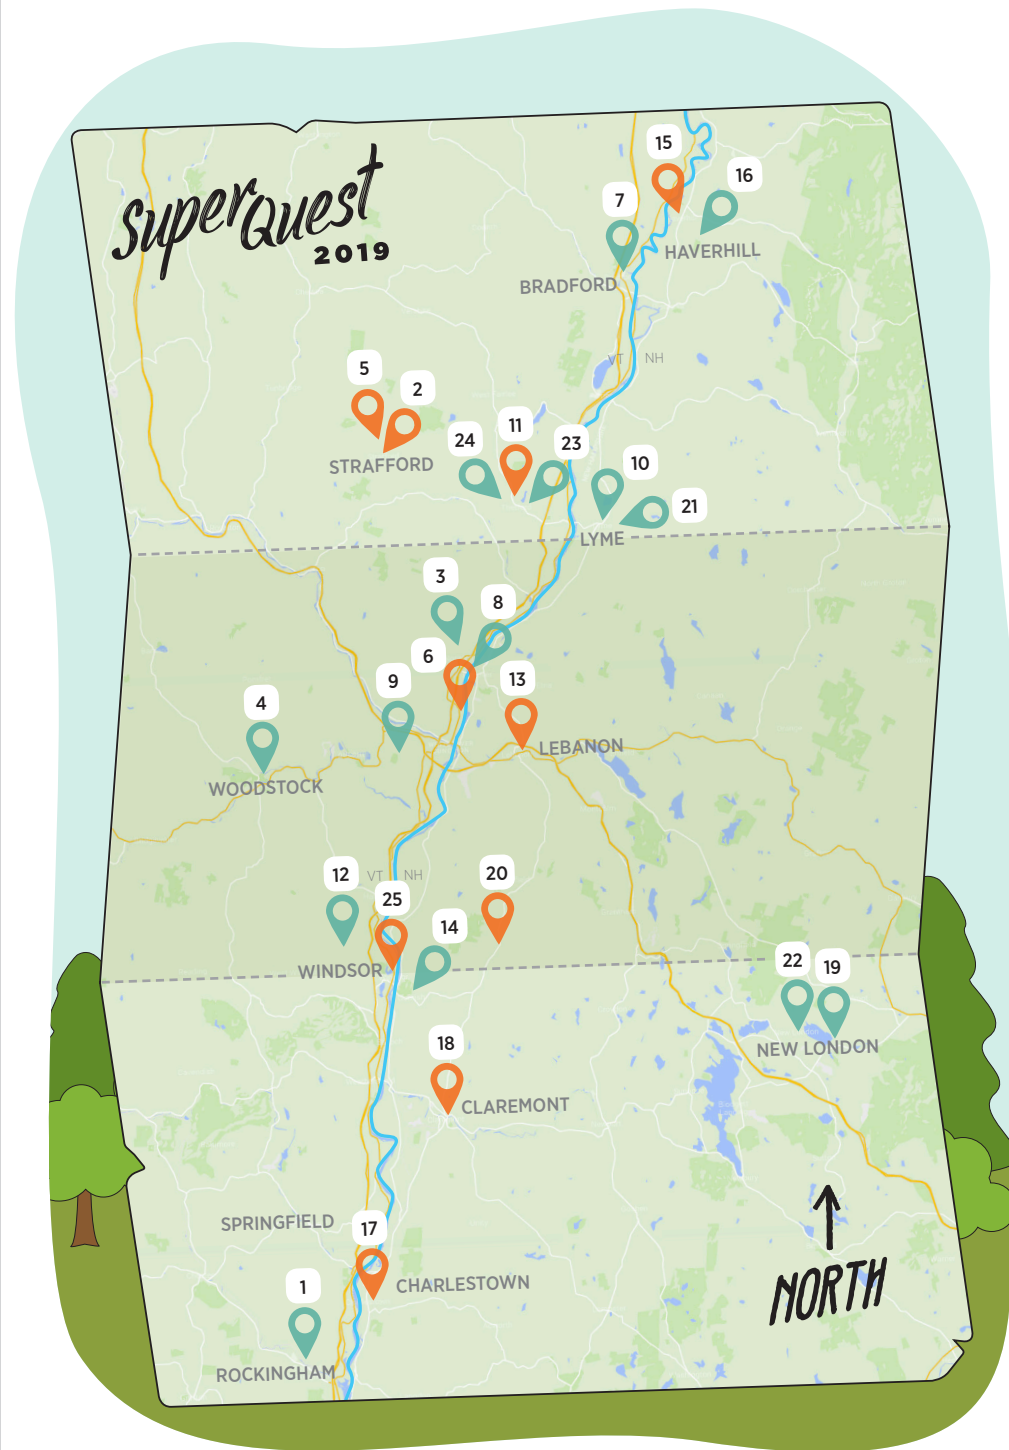 SuperQuest
2019
15
16
7
HAVERHILL
BRADFORD
VT NH
5
2
11
24
23
10
STRAFFORD
21
LYME
3
8
6
13
9
4
LEBANON
WOODSTOCK
12
VT NH
20
25
14
WINDSOR
22
19
18
NEW LONDON
CLAREMONT
SPRINGFIELD
17
NORTH
CHARLESTOWN
1
ROCKINGHAM